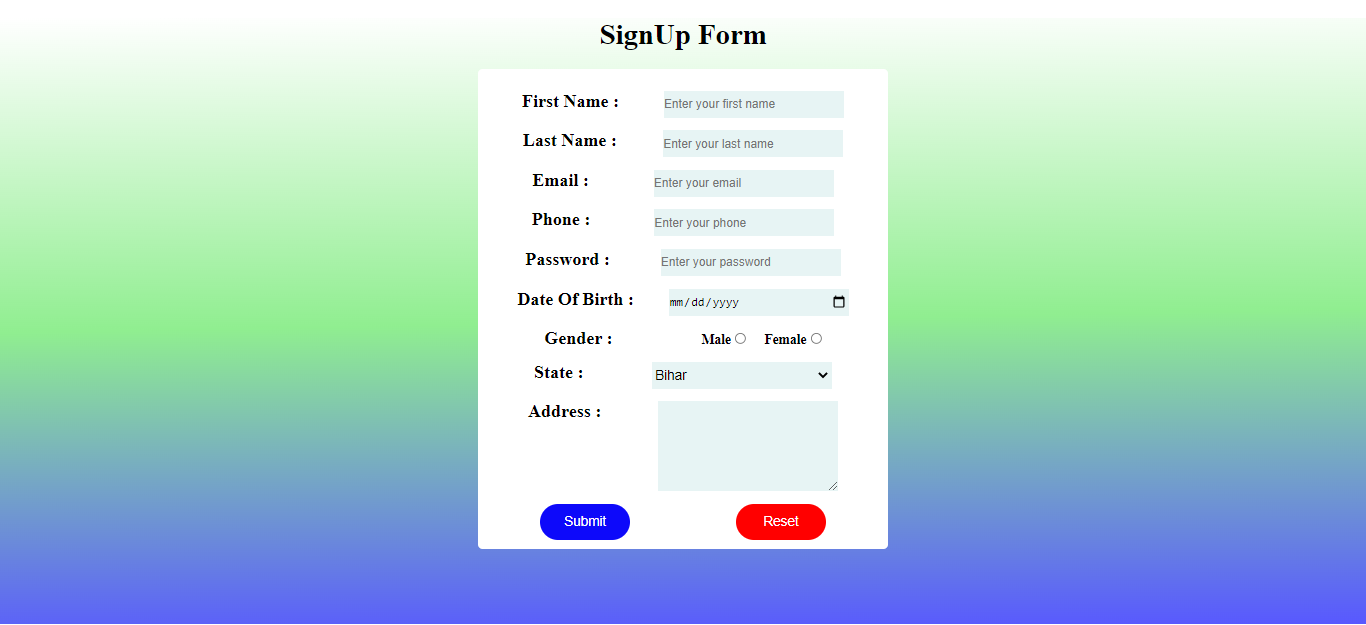 SignUp Form
First Name : Enter your first name
Last Name : Enter your last name
Email : Enter your email
Phone : Enter your phone
Password : Enter your password
Date Of Birth : mm/dd/yyyy
Gender : Male Female
State : Bihar
Address :
Submit Reset